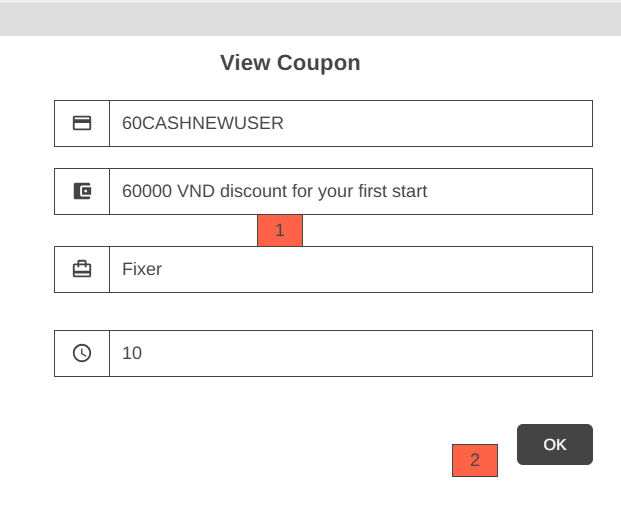 View Coupon
60CASHNEWUSER
60000 VND discount for your first start
1
Fixer
10
OK
2